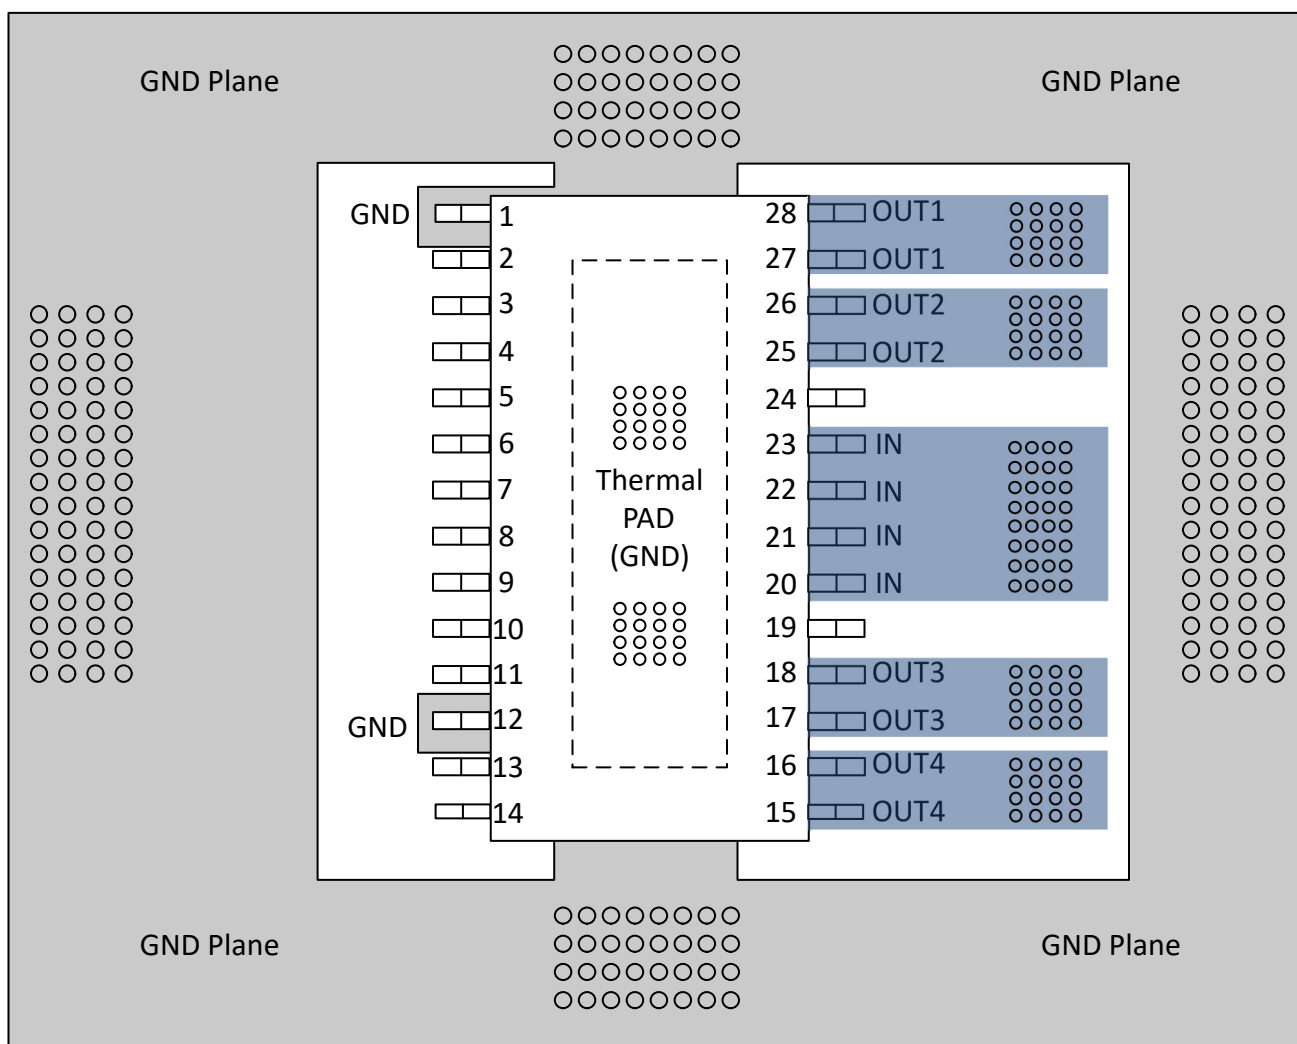 GND Plane
GND Plane
GND 1 28 OUT1
2 27 OUT1
3 26 OUT2
4 25 OUT2
5 24
6 23 IN
Thermal
7 22 IN
PAD
8 21 IN
(GND)
9 20 IN
10 19
11 18 OUT3
GND 12 17 OUT3
13 16 OUT4
14 15 OUT4
GND Plane
GND Plane